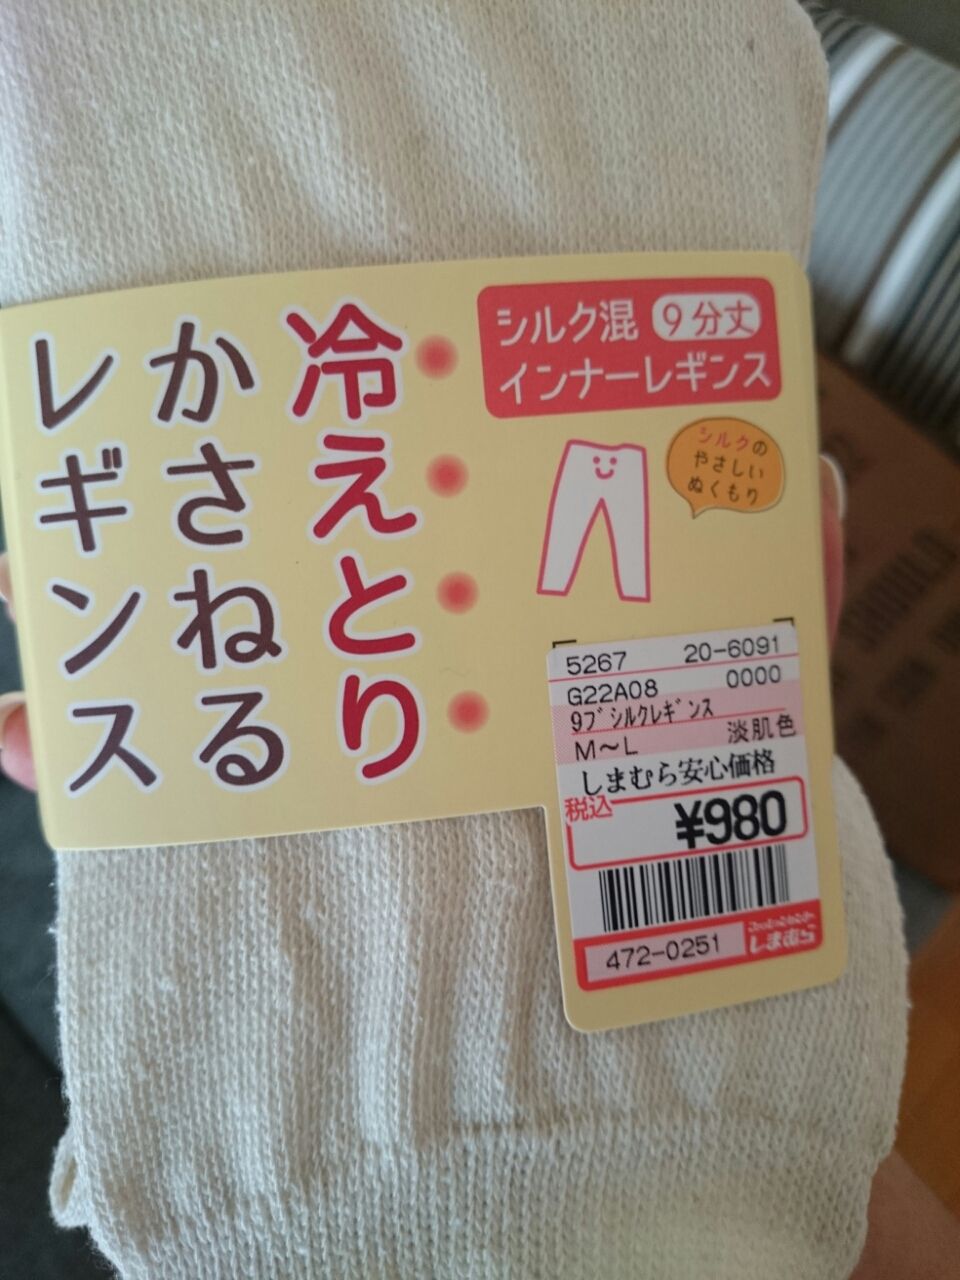 冷えとり
かさねる
レギンス
シルク混 9分丈
インナーレギンス
シルクの
やさしい
ぬくもり
5267 20-6091
G22A08 0000
9ブシルクレギンス
M〜L 淡肌色
しまむら安心価格
税込
¥980
472-0251
しまむら